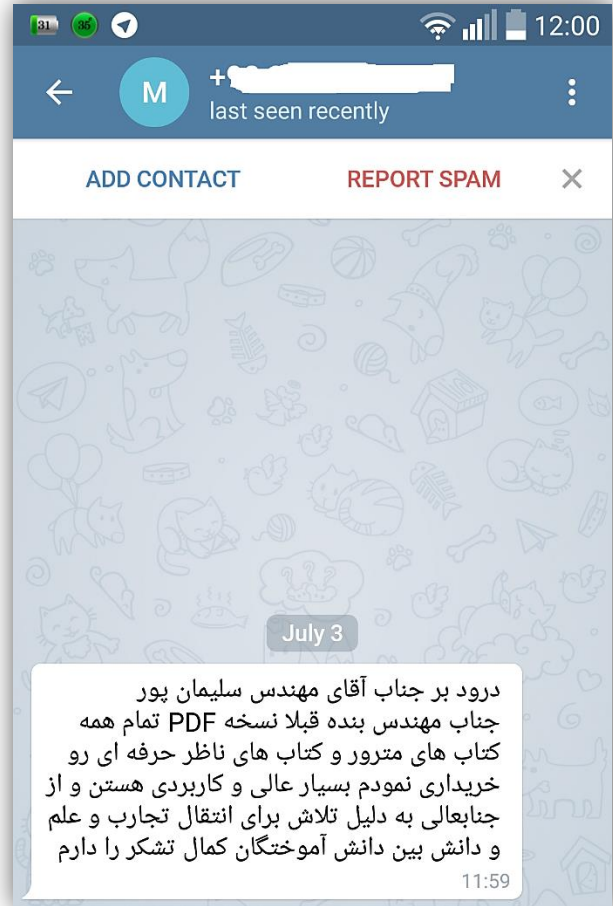 31 35 12:00
+
M
last seen recently
ADD CONTACT REPORT SPAM
July 3
درود بر جناب آقای مهندس سلیمان پور
جناب مهندس بنده قبلا نسخه PDF تمام همه
کتاب های مترور و کتاب های ناظر حرفه ای رو
خریداری نمودم بسیار عالی و کاربردی هستن و از
جنابعالی به دلیل تلاش برای انتقال تجارب و علم
و دانش بین دانش آموختگان کمال تشکر را دارم
11:59